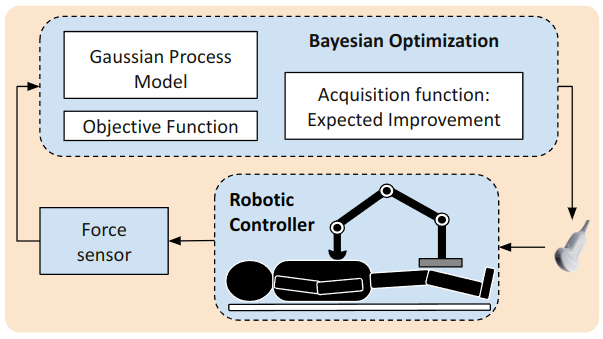 Bayesian Optimization
Gaussian Process
Model
Objective Function
Acquisition function:
Expected Improvement
Robotic
Controller
Force
sensor